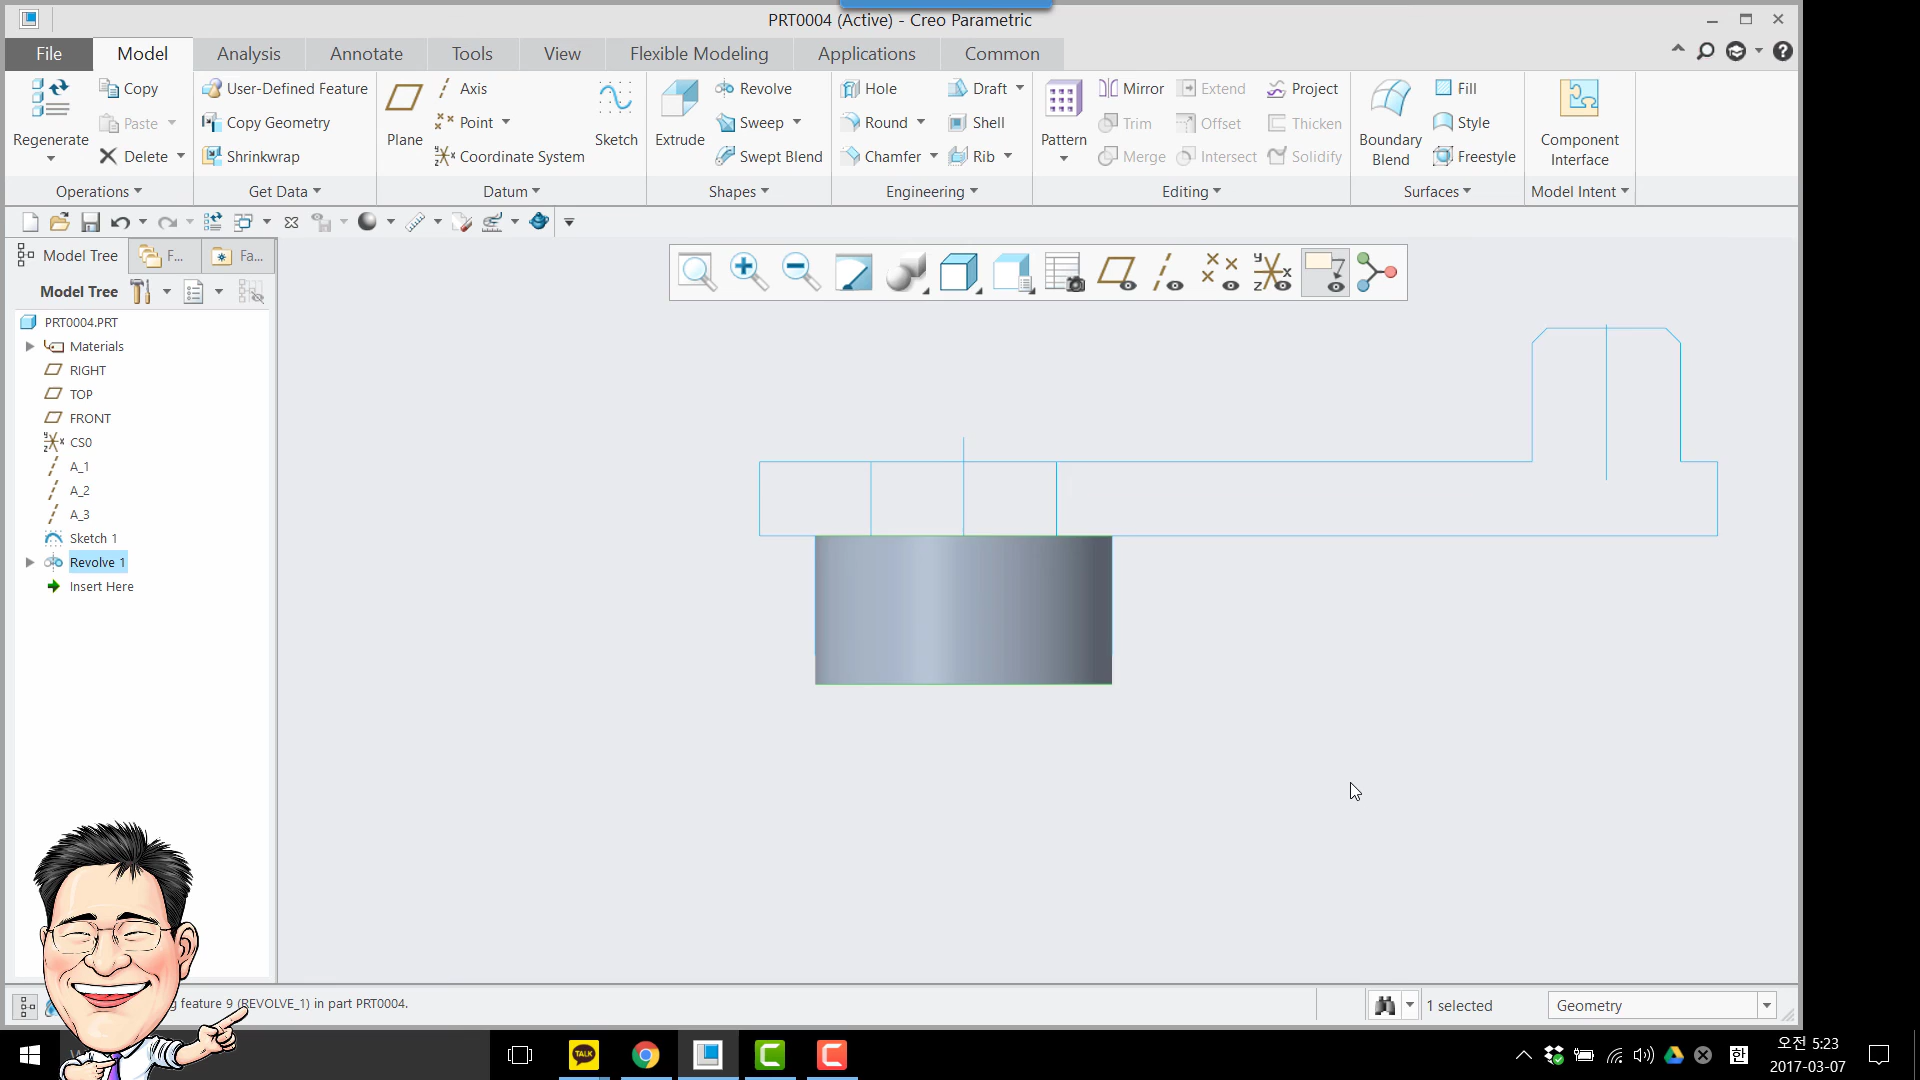 PRT0004 (Active) - Creo Parametric
File Model Analysis Annotate Tools View Flexible Modeling Applications Common
Regenerate
Copy
Paste
Delete
Operations
User-Defined Feature
Copy Geometry
Shrinkwrap
Get Data
Plane
Axis
Point
Coordinate System
Sketch
Datum
Extrude
Revolve
Sweep
Swept Blend
Shapes
Hole
Round
Chamfer
Draft
Shell
Rib
Engineering
Pattern
Mirror
Trim
Merge
Extend
Offset
Intersect
Project
Thicken
Solidify
Editing
Boundary
Blend
Fill
Style
Freestyle
Surfaces
Component
Interface
Model Intent
Model Tree F... Fa...
Model Tree
PRT0004.PRT
Materials
RIGHT
TOP
FRONT
CS0
A_1
A_2
A_3
Sketch 1
Revolve 1
Insert Here
feature 9 (REVOLVE_1) in part PRT0004.
1 selected
Geometry
TALK
한
오전 5:23
2017-03-07